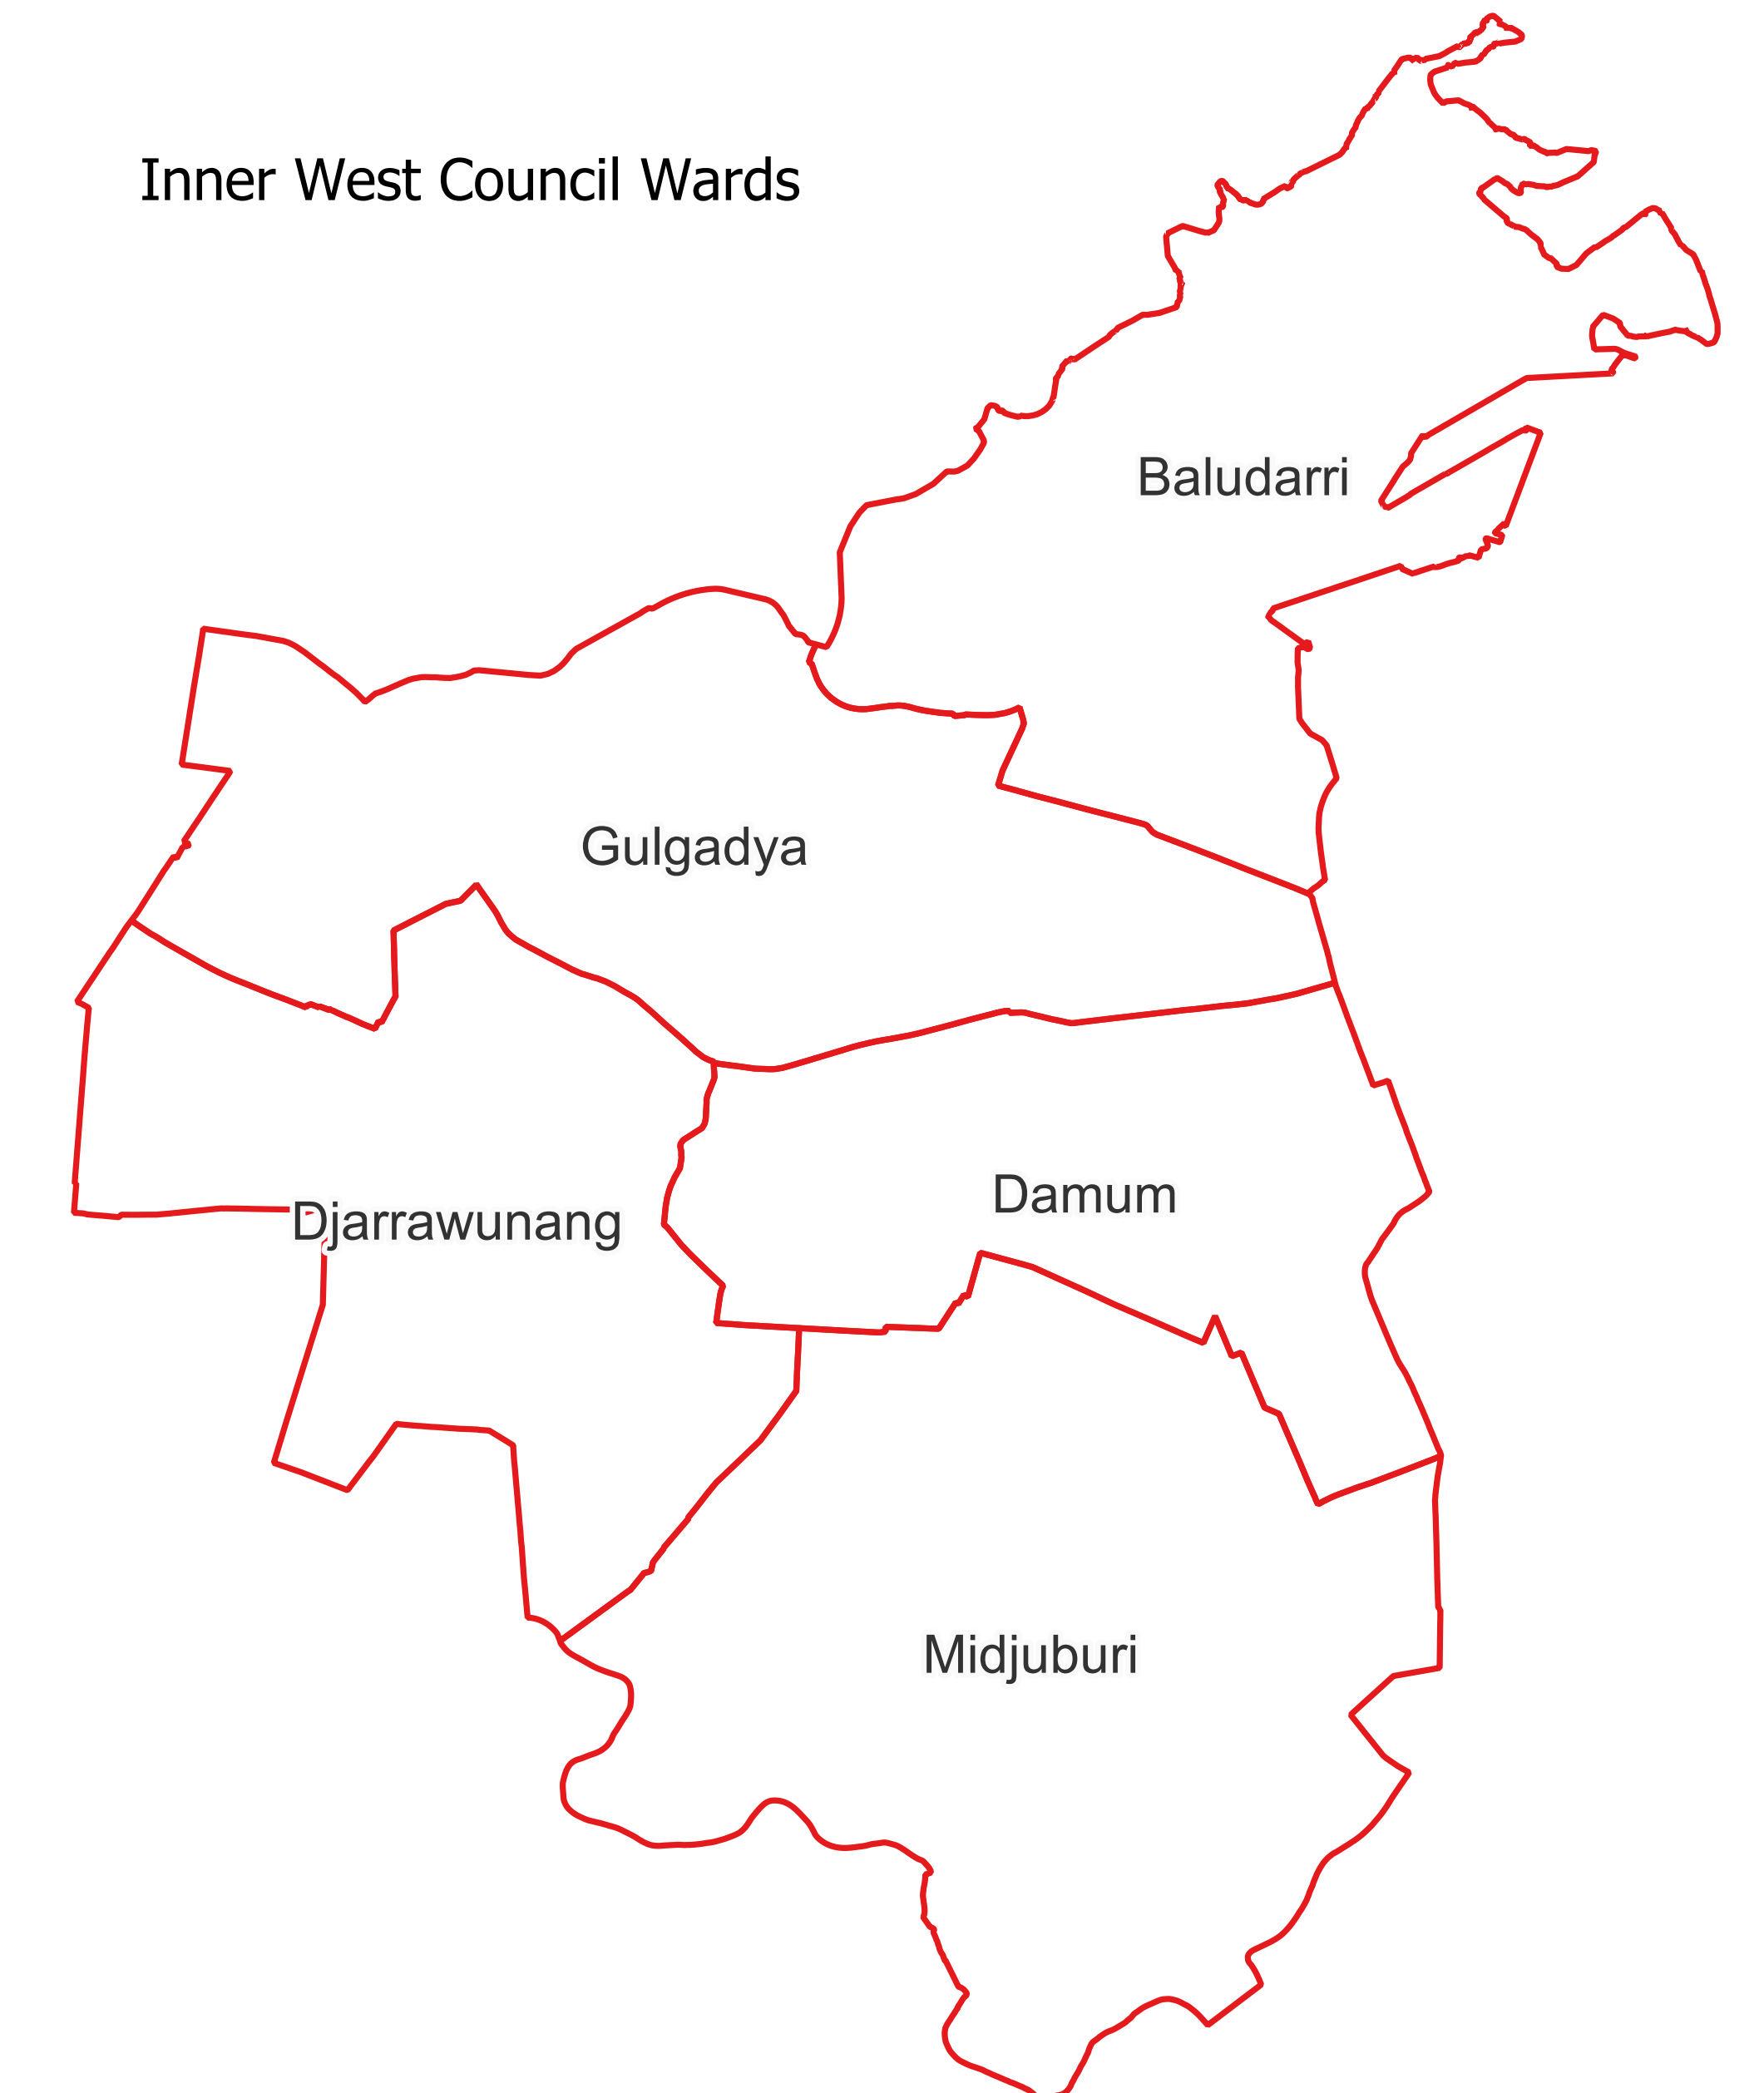 Inner West Council Wards
Baludarri
Gulgadya
Damum
Djarrawunang
Midjuburi